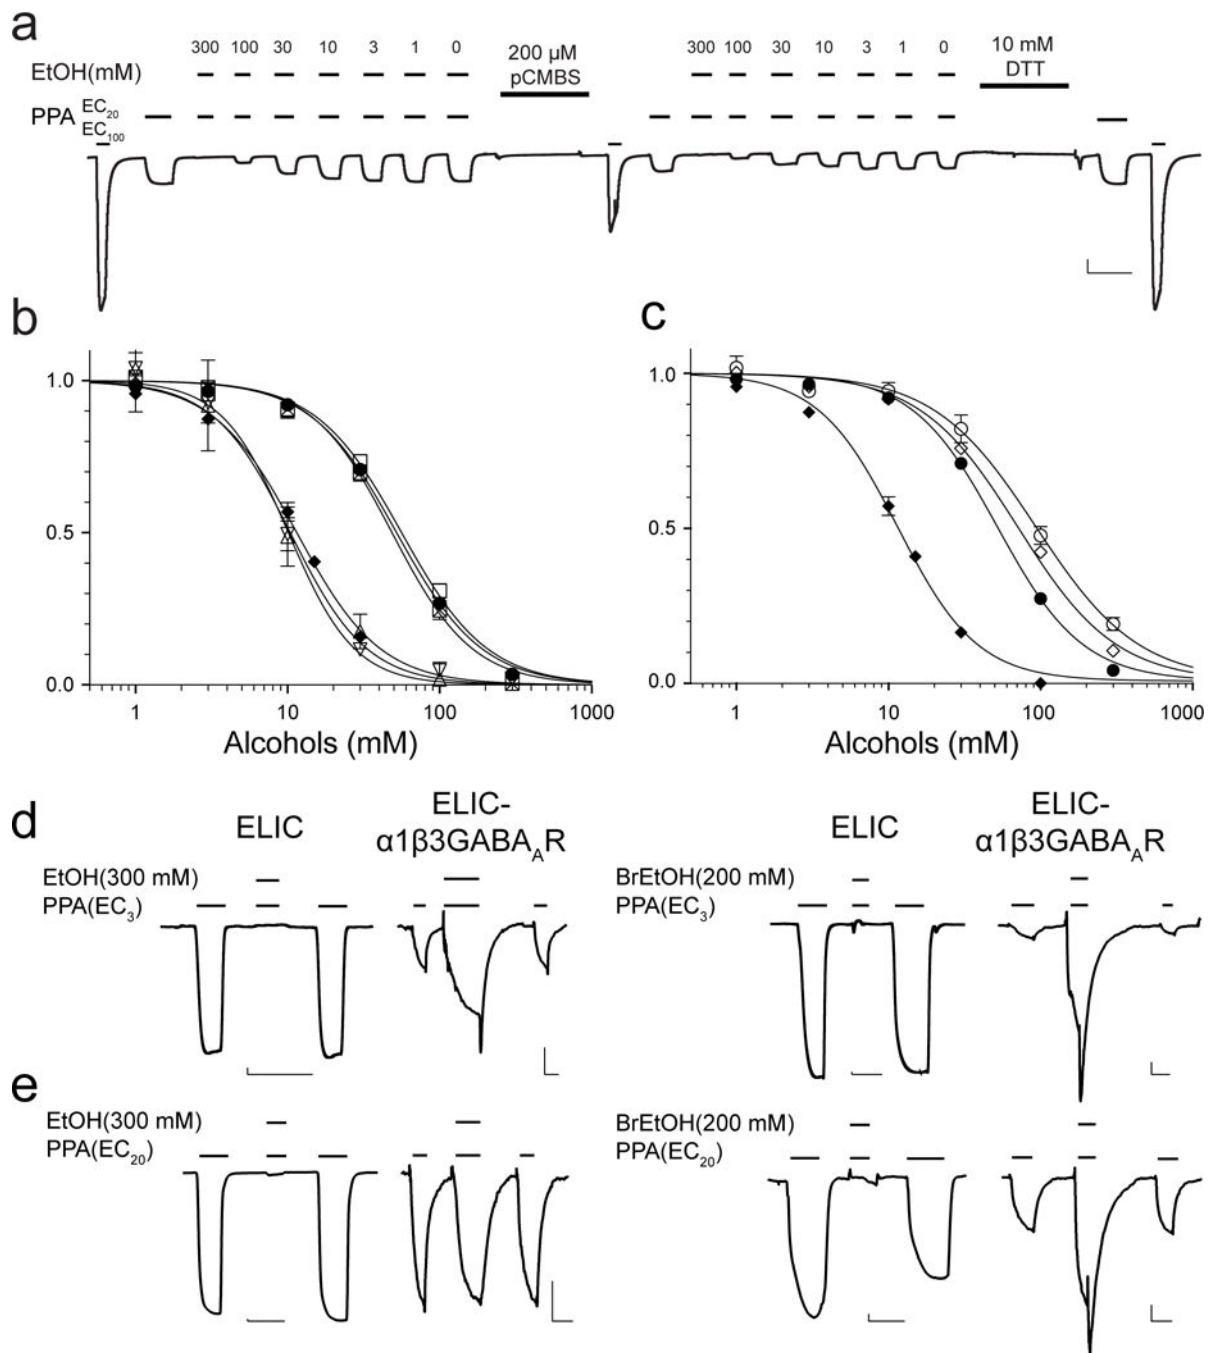 a
300 100 30 10 3 1 0 200 µM 300 100 30 10 3 1 0 10 mM
EtOH(mM) pCMBS DTT
PPA EC20
EC100
b
1.0
0.5
0.0
1 10 100 1000
Alcohols (mM)
c
1.0
0.5
0.0
1 10 100 1000
Alcohols (mM)
d
ELIC ELIC-
α1β3GABAAR
EtOH(300 mM)
PPA(EC3)
ELIC ELIC-
α1β3GABAAR
BrEtOH(200 mM)
PPA(EC3)
e
EtOH(300 mM)
PPA(EC20)
BrEtOH(200 mM)
PPA(EC20)